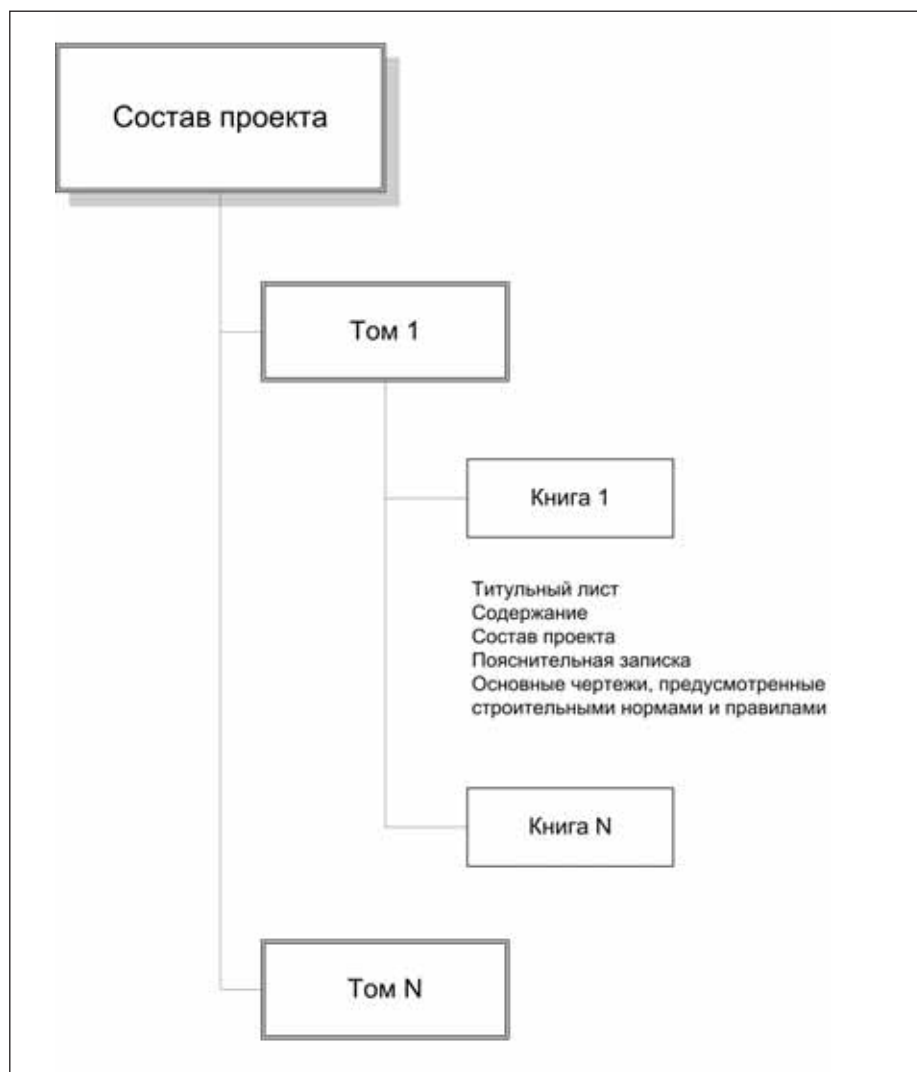 Состав проекта
Том 1
Книга 1
Титульный лист
Содержание
Состав проекта
Пояснительная записка
Основные чертежи, предусмотренные
строительными нормами и правилами
Книга N
Том N